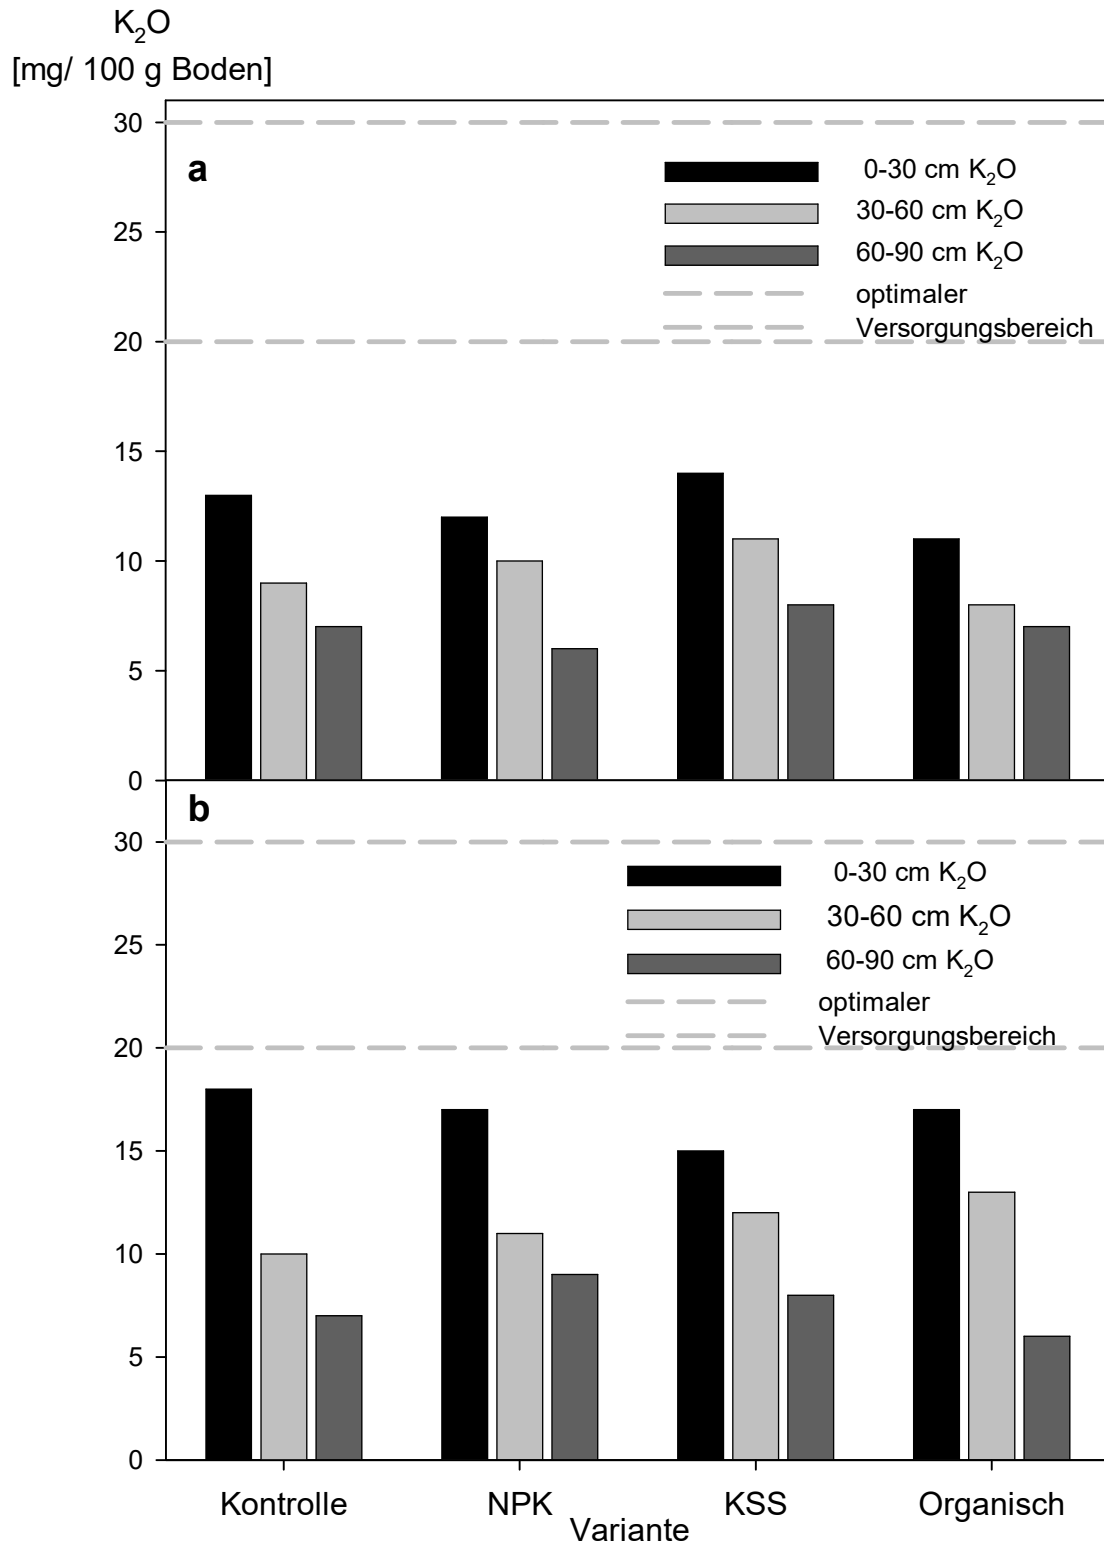 K₂O
[mg/ 100 g Boden]
30
a
0-30 cm K₂O
25
30-60 cm K₂O
60-90 cm K₂O
optimaler
Versorgungsbereich
20
15
10
5
0
b
30
0-30 cm K₂O
30-60 cm K₂O
25
60-90 cm K₂O
optimaler
Versorgungsbereich
20
15
10
5
0
Kontrolle NPK KSS Organisch
Variante